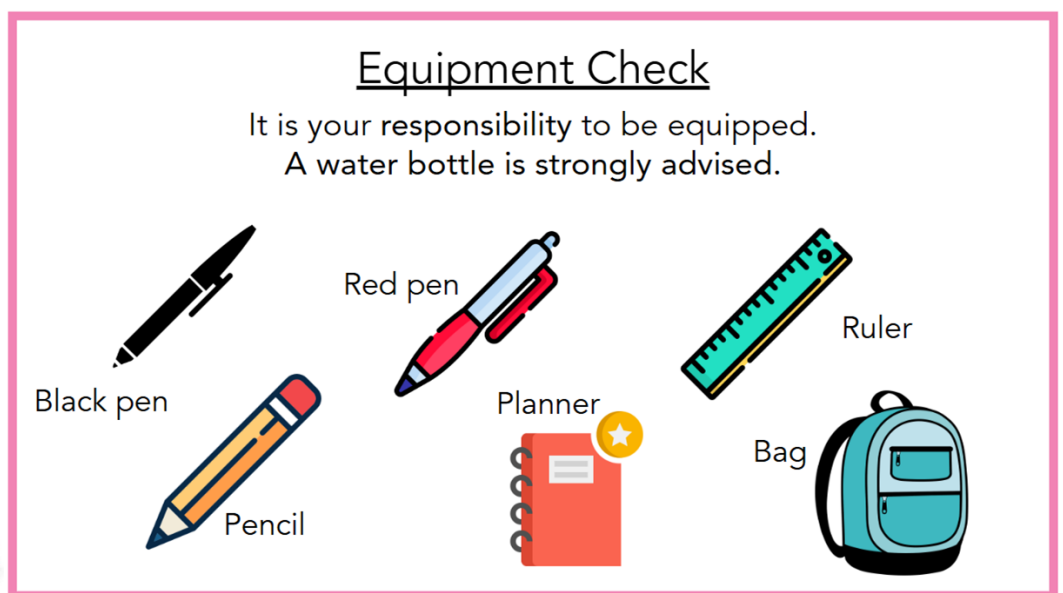 Equipment Check
It is your responsibility to be equipped.
A water bottle is strongly advised.
Black pen
Red pen
Ruler
Pencil
Planner
Bag